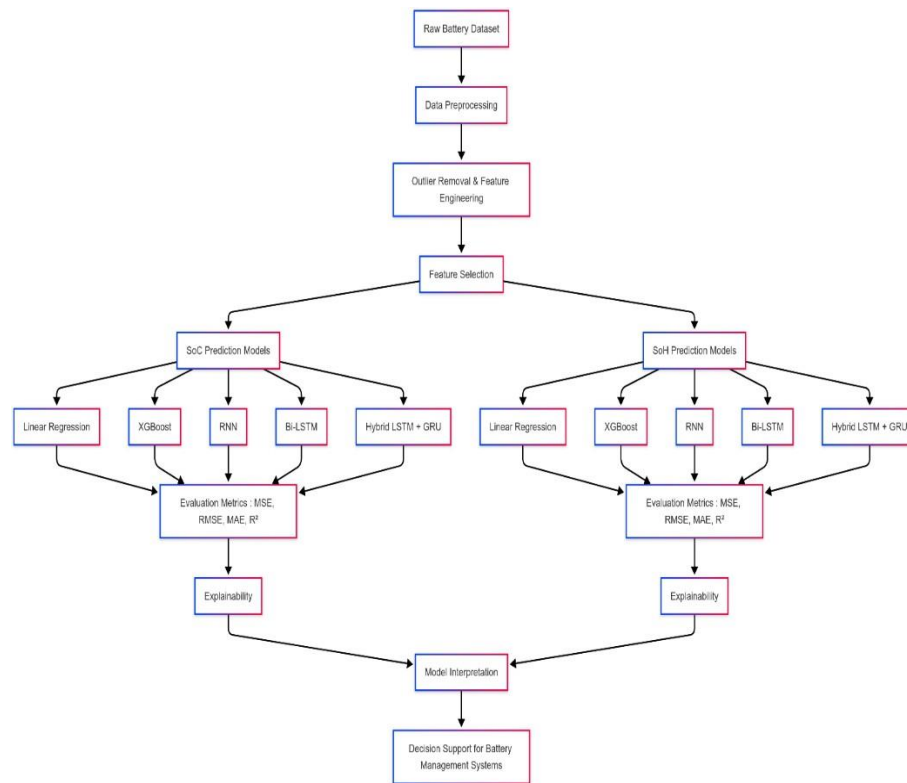 Raw Battery Dataset
Data Preprocessing
Outlier Removal & Feature
Engineering
Feature Selection
SoC Prediction Models
SoH Prediction Models
Linear Regression
XGBoost
RNN
Bi-LSTM
Hybrid LSTM + GRU
Linear Regression
XGBoost
RNN
Bi-LSTM
Hybrid LSTM + GRU
Evaluation Metrics : MSE,
RMSE, MAE, R²
Evaluation Metrics : MSE,
RMSE, MAE, R²
Explainability
Explainability
Model Interpretation
Decision Support for Battery
Management Systems